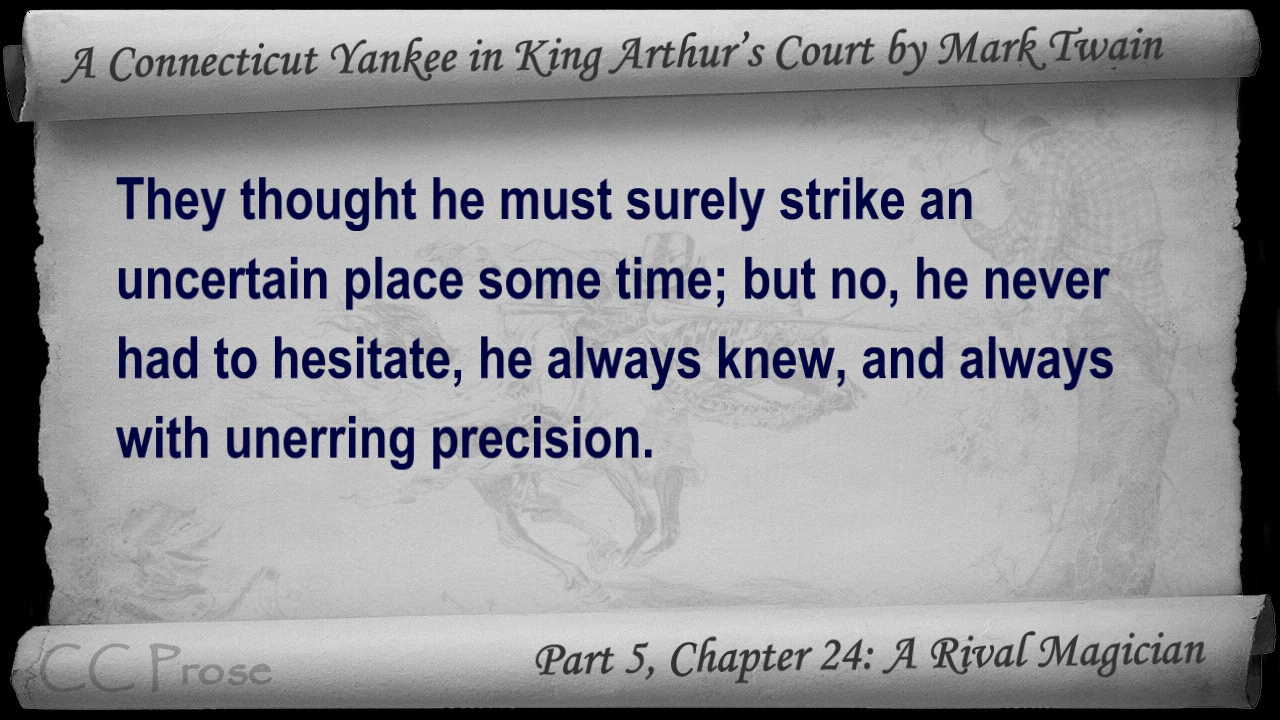 A Connecticut Yankee in King Arthur's Court by Mark Twain
They thought he must surely strike an
uncertain place some time; but no, he never
had to hesitate, he always knew, and always
with unerring precision.
CC Prose
Part 5, Chapter 24: A Rival Magician